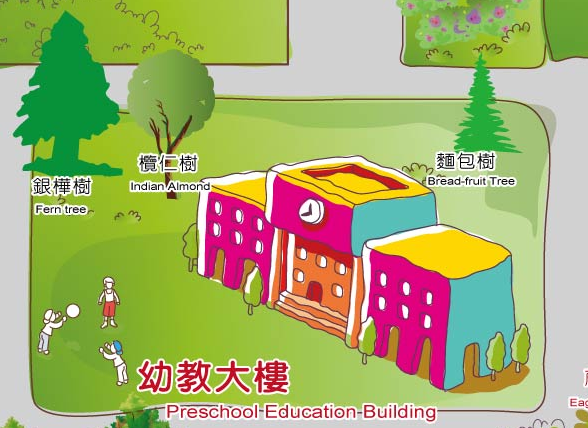 欖仁樹
Indian Almond
麵包樹
Bread-fruit Tree
銀樺樹
Fern tree
幼教大樓
Preschool Education Building